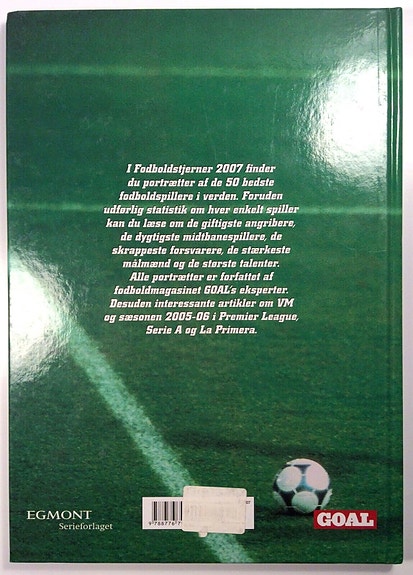 I Fodboldstjerner 2007 finder
du portrætter af de 50 bedste
fodboldspillere i verden. Foruden
udførlig statistik om hver enkelt spiller
kan du læse om de giftigste angribere,
de dygtigste midtbanespillere, de
skrappeste forsvarere, de stærkeste
målmænd og de største talenter.
Alle portrætter er forfattet af
fodboldmagasinet GOAL's eksperter.
Desuden interessante artikler om VM
og sæsonen 2005-06 i Premier League,
Serie A og La Primera.
EGMONT
Serieforlaget
9 788776 7
GOAL